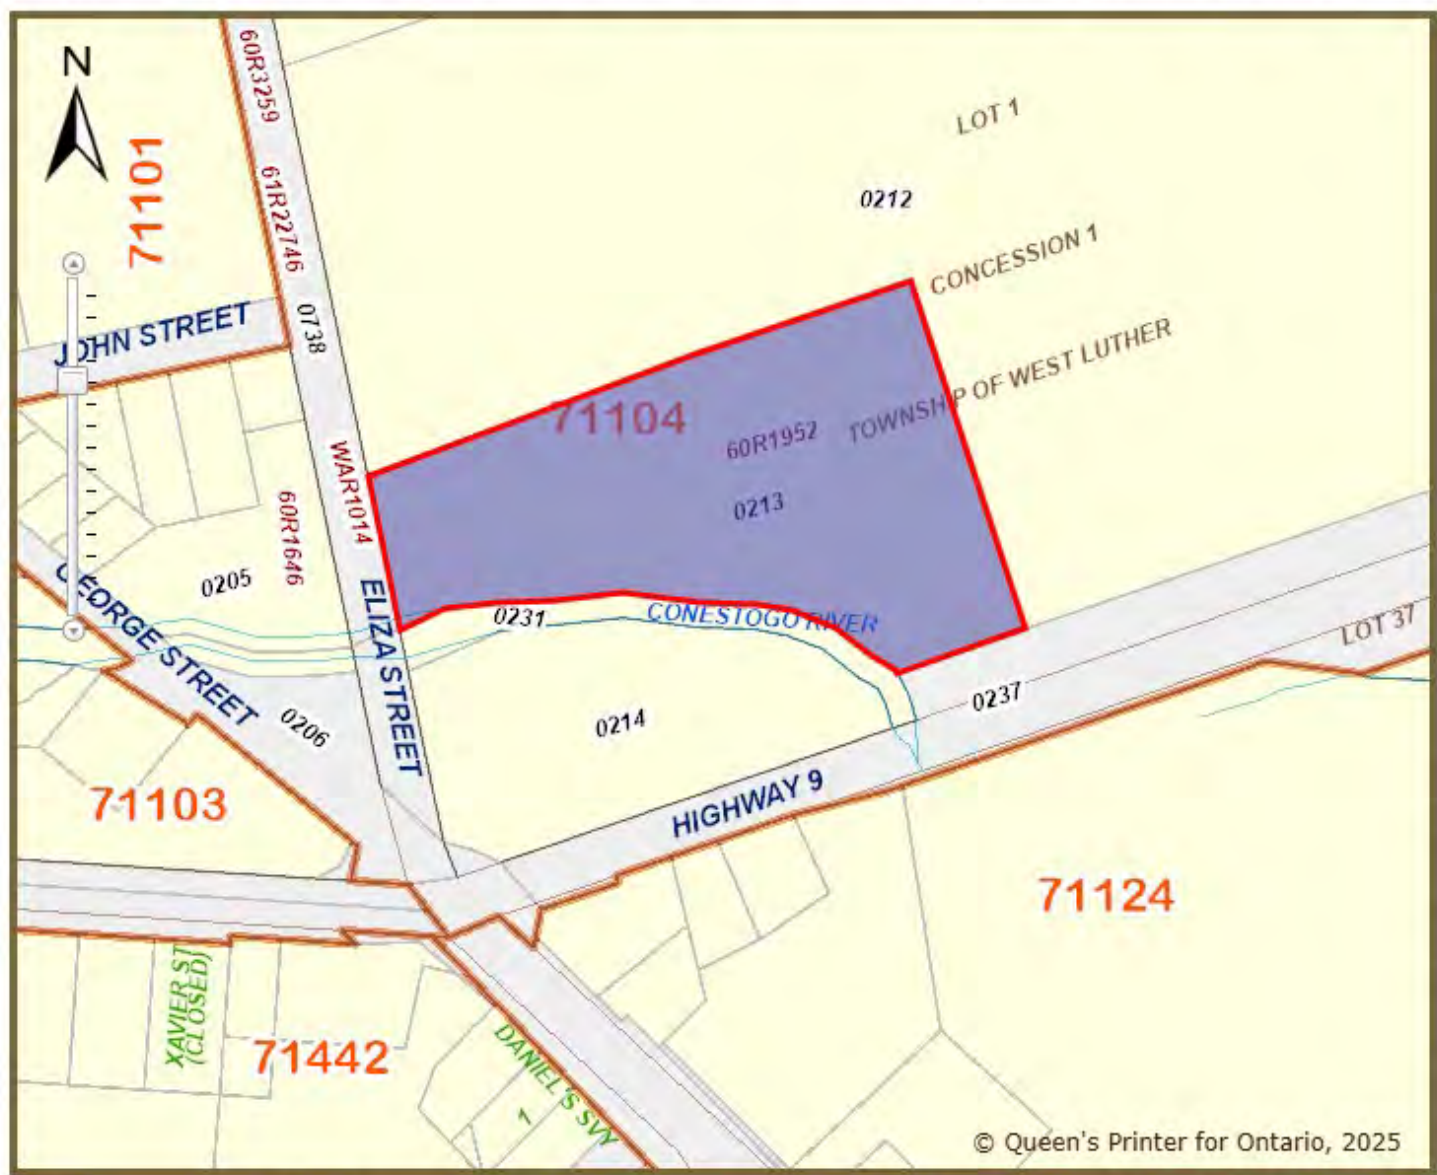 N
60R3259
71101
LOT 1
61R22746
0212
CONCESSION 1
0738
JOHN STREET
TOWNSHIP OF WEST LUTHER
71104
60R1952
WAR1014
60R1646
0213
0205
GEORGE STREET
ELIZA STREET
0231
CONESTOGO RIVER
LOT 37
0237
0206
0214
71103
HIGHWAY 9
71124
XAVIER ST
(CLOSED)
71442
DANIEL'S SVY
1
© Queen's Printer for Ontario, 2025